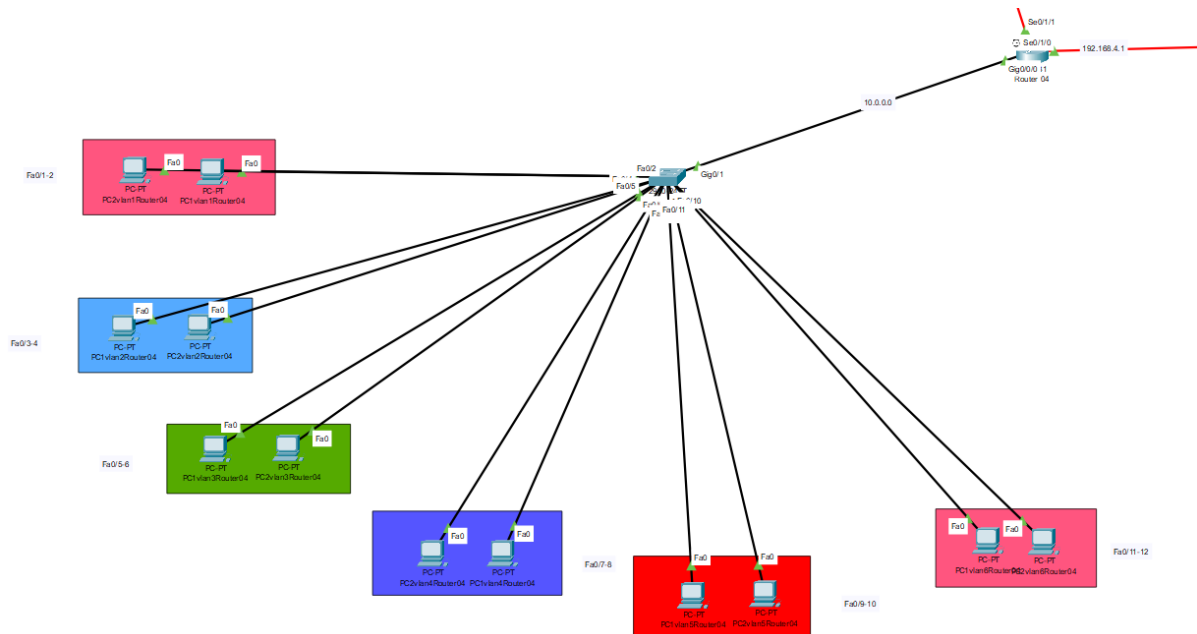 Se0/1/1
Se0/1/0
192.168.4.1
Gig0/0/0
Router 04
10.0.0.0
Fa0/2
Gig0/1
Fa0/5
Fa0/11
Fa0/1-2
Fa0
Fa0
PC-PT
PC2vlan1Router04
PC-PT
PC1vlan1Router04
Fa0/3-4
Fa0
Fa0
PC-PT
PC1vlan2Router04
PC-PT
PC2vlan2Router04
Fa0/5-6
Fa0
Fa0
PC-PT
PC1vlan3Router04
PC-PT
PC2vlan3Router04
Fa0/7-8
Fa0
Fa0
PC-PT
PC2vlan4Router04
PC-PT
PC1vlan4Router04
Fa0/9-10
Fa0
Fa0
PC-PT
PC1vlan5Router04
PC-PT
PC2vlan5Router04
Fa0/11-12
Fa0
Fa0
PC-PT
PC1vlan6Router04
PC-PT
PC2vlan6Router04